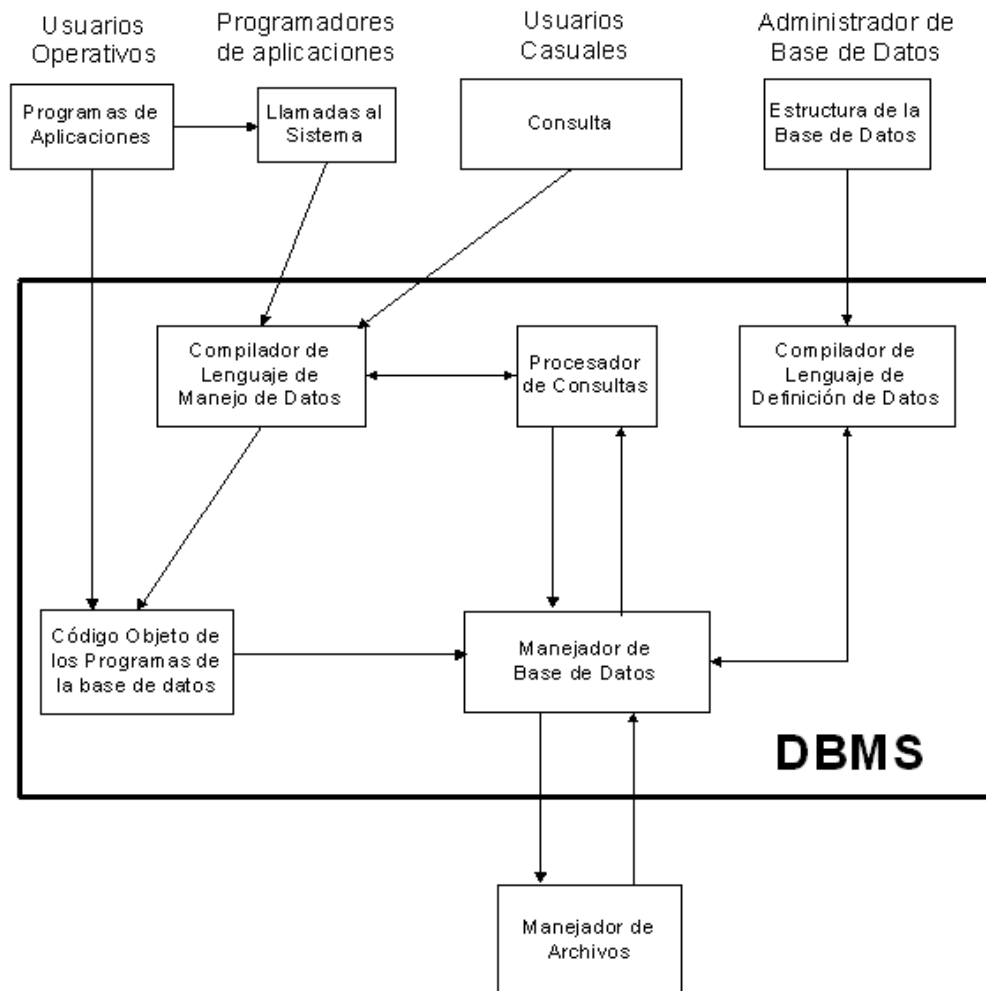 Usuarios
Operativos
Programadores
de aplicaciones
Usuarios
Casuales
Administrador de
Base de Datos
Programas de
Aplicaciones
Llamadas al
Sistema
Consulta
Estructura de la
Base de Datos
Compilador de
Lenguaje de
Manejo de Datos
Procesador
de Consultas
Compilador de
Lenguaje de
Definición de Datos
Código Objeto de
los Programas de
la base de datos
Manejador de
Base de Datos
DBMS
Manejador de
Archivos